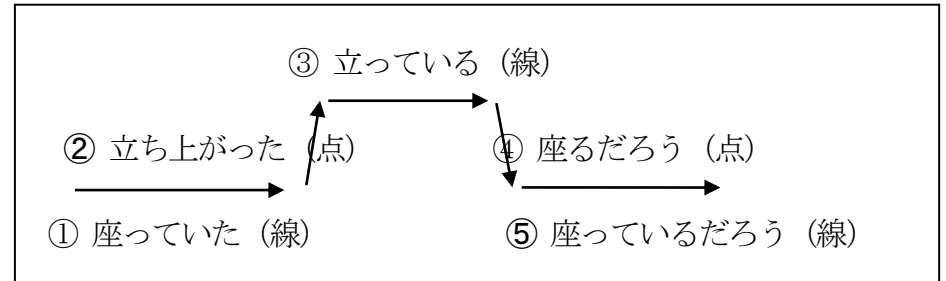 ③ 立っている（線）
② 立ち上がった（点）
④ 座るだろう（点）
① 座っていた（線）
⑤ 座っているだろう（線）